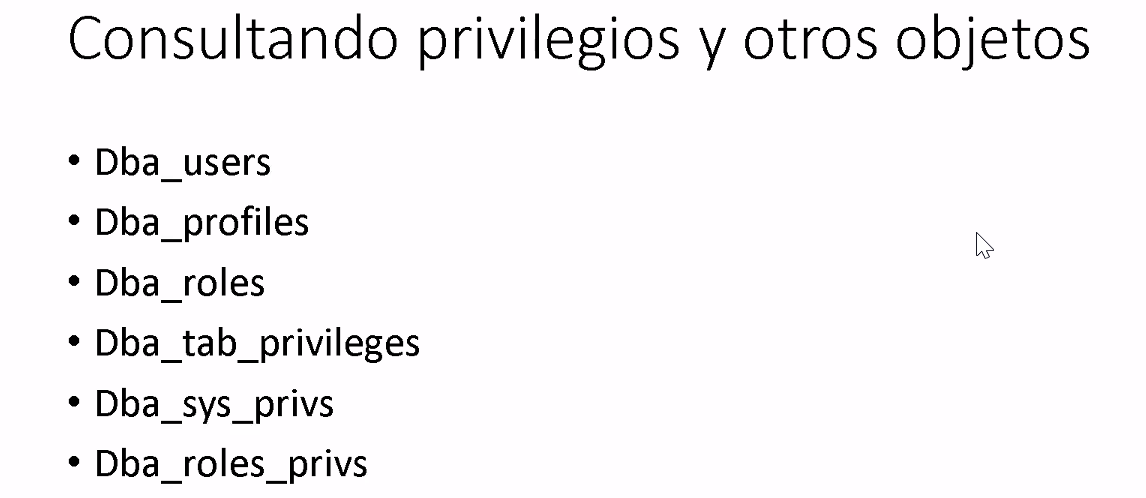 Consultando privilegios y otros objetos
• Dba_users
• Dba_profiles
• Dba_roles
• Dba_tab_privileges
• Dba_sys_privs
• Dba_roles_privs